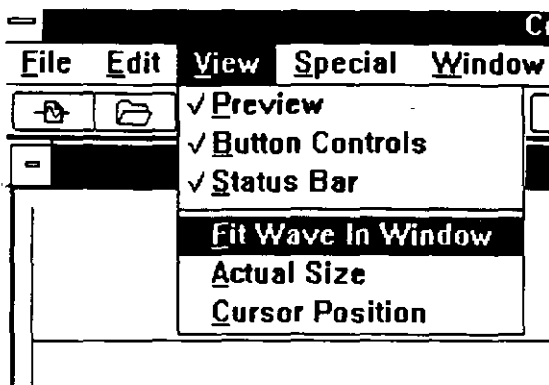 File Edit View Special Window
Preview
Button Controls
Status Bar
Fit Wave In Window
Actual Size
Cursor Position